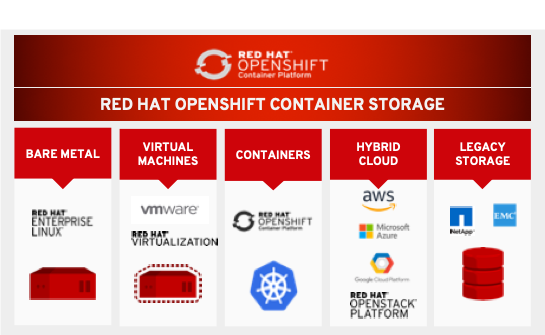 RED HAT®
OPENSHIFT
Container Platform
RED HAT OPENSHIFT CONTAINER STORAGE
BARE METAL
VIRTUAL
MACHINES
CONTAINERS
HYBRID
CLOUD
LEGACY
STORAGE
RED HAT®
ENTERPRISE
LINUX®
vmware®
RED HAT®
VIRTUALIZATION
RED HAT®
OPENSHIFT
Container Platform
aws
Microsoft
Azure
Google Cloud Platform
RED HAT®
OPENSTACK®
PLATFORM
NetApp®
EMC²